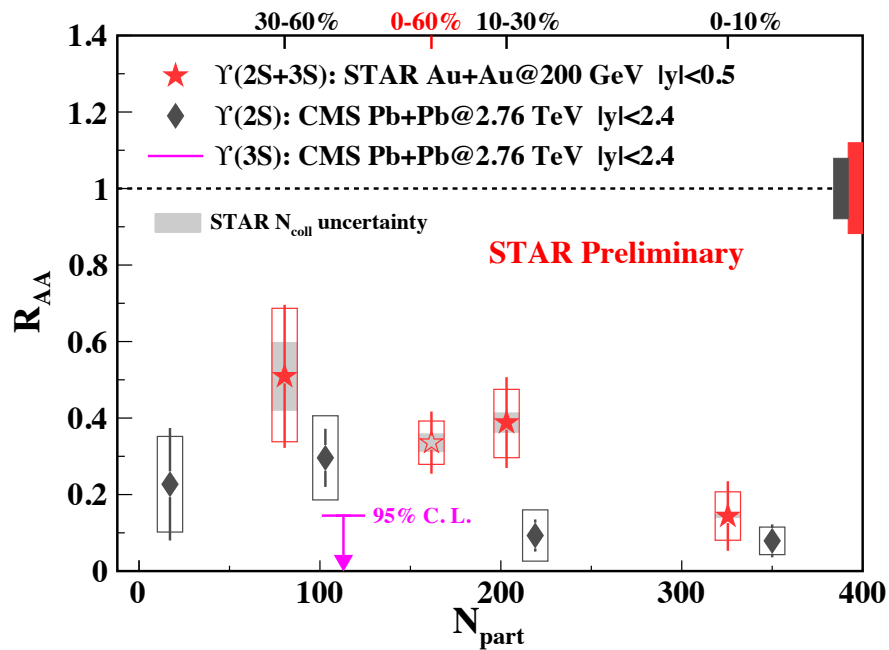 30-60% 0-60% 10-30% 0-10%
1.4
ϒ(2S+3S): STAR Au+Au@200 GeV |y|<0.5
1.2
ϒ(2S): CMS Pb+Pb@2.76 TeV |y|<2.4
ϒ(3S): CMS Pb+Pb@2.76 TeV |y|<2.4
1
STAR N_coll uncertainty
STAR Preliminary
0.8
R_AA
0.6
0.4
0.2
95% C. L.
0
0 100 200 300 400
N_part